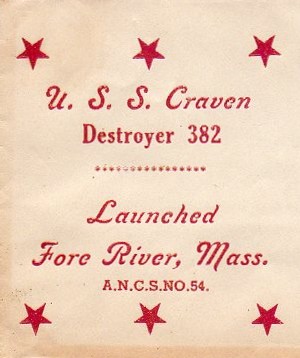 U. S. S. Craven
Destroyer 382
Launched
Fore River, Mass.
A.N.C.S.NO.54.